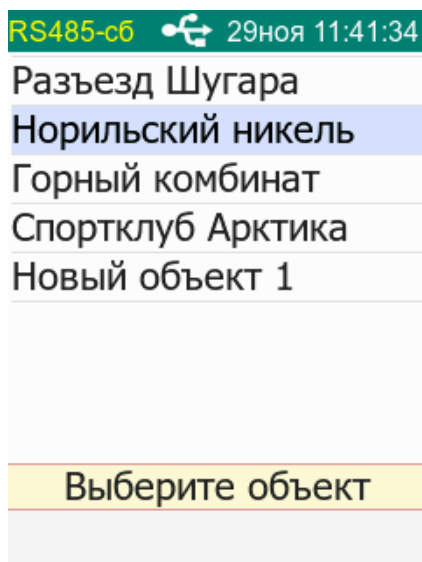 RS485-сб 29ноя 11:41:34
Разъезд Шугара
Норильский никель
Горный комбинат
Спортклуб Арктика
Новый объект 1
Выберите объект